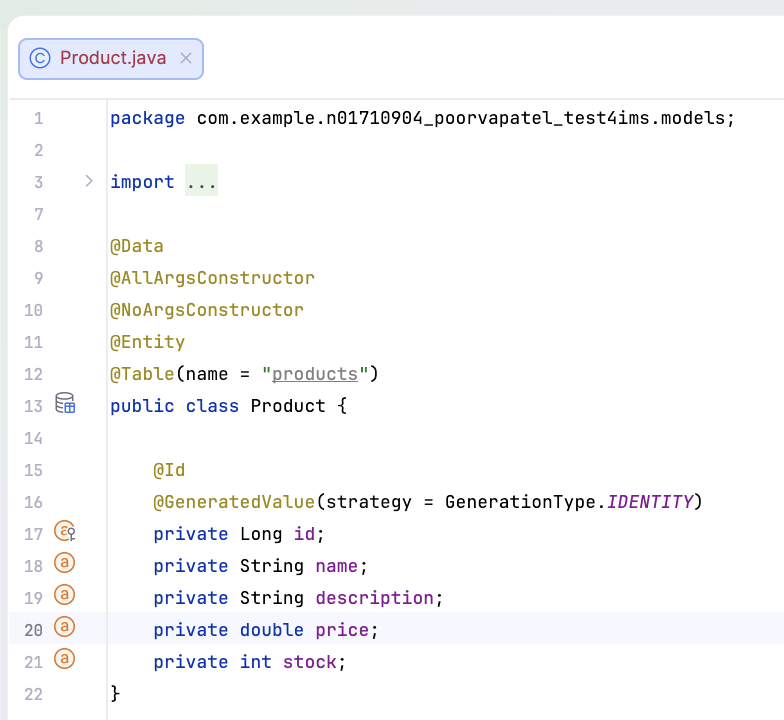 Product.java
1 package com.example.n01710904_poorvapatel_test4ims.models;
2
3 import ...
7
8 @Data
9 @AllArgsConstructor
10 @NoArgsConstructor
11 @Entity
12 @Table(name = "products")
13 public class Product {
14
15 @Id
16 @GeneratedValue(strategy = GenerationType.IDENTITY)
17 private Long id;
18 private String name;
19 private String description;
20 private double price;
21 private int stock;
22 }